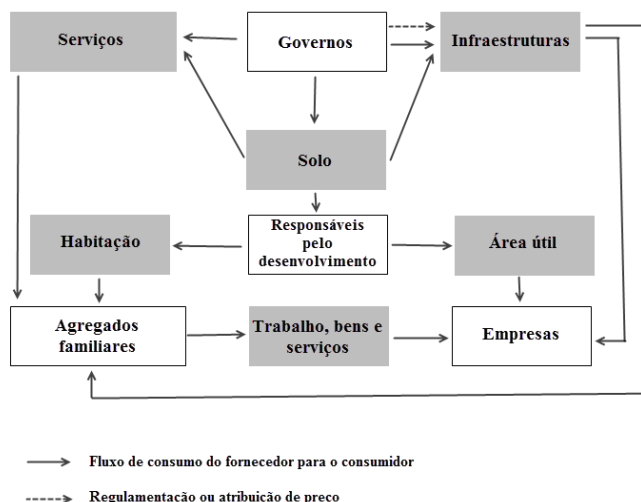 Serviços
Governos
Infraestruturas
Solo
Habitação
Responsáveis
pelo
desenvolvimento
Área útil
Agregados
familiares
Trabalho, bens e
serviços
Empresas
Fluxo de consumo do fornecedor para o consumidor
Regulamentação ou atribuição de preço